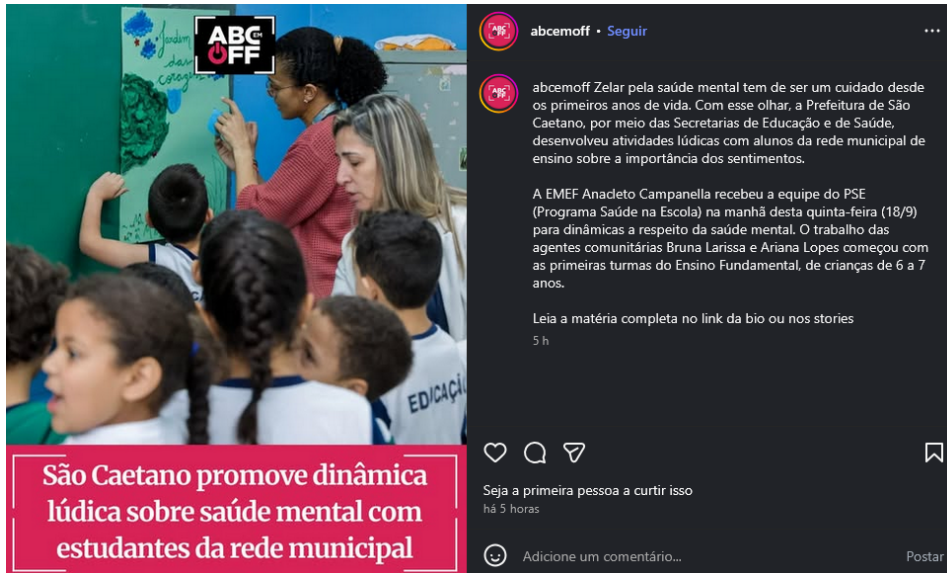 Jardim
das
ABC EM
OFF
EDUCAÇÃ
São Caetano promove dinâmica
lúdica sobre saúde mental com
estudantes da rede municipal
abcemoff • Seguir
abcemoff Zelar pela saúde mental tem de ser um cuidado desde
os primeiros anos de vida. Com esse olhar, a Prefeitura de São
Caetano, por meio das Secretarias de Educação e de Saúde,
desenvolveu atividades lúdicas com alunos da rede municipal de
ensino sobre a importância dos sentimentos.
A EMEF Anacleto Campanella recebeu a equipe do PSE
(Programa Saúde na Escola) na manhã desta quinta-feira (18/9)
para dinâmicas a respeito da saúde mental. O trabalho das
agentes comunitárias Bruna Larissa e Ariana Lopes começou com
as primeiras turmas do Ensino Fundamental, de crianças de 6 a 7
anos.
Leia a matéria completa no link da bio ou nos stories
5 h
Seja a primeira pessoa a curtir isso
há 5 horas
Adicione um comentário...
Postar